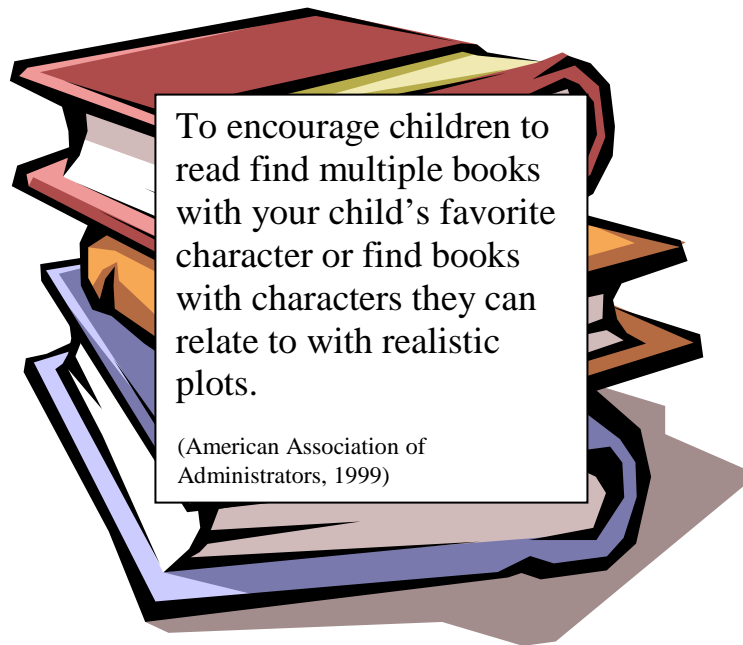 To encourage children to
read find multiple books
with your child’s favorite
character or find books
with characters they can
relate to with realistic
plots.
(American Association of
Administrators, 1999)